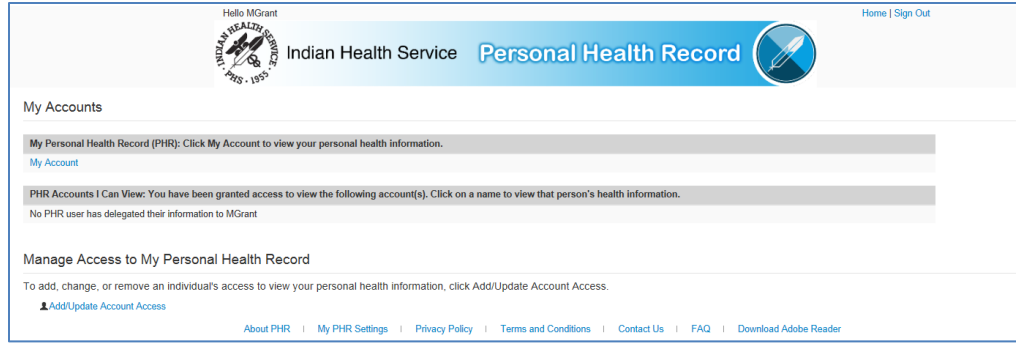 Hello MGrant
Home | Sign Out
INDIAN HEALTH SERVICE · PHS · 1955
Indian Health Service Personal Health Record
My Accounts
My Personal Health Record (PHR): Click My Account to view your personal health information.
My Account
PHR Accounts I Can View: You have been granted access to view the following account(s). Click on a name to view that person's health information.
No PHR user has delegated their information to MGrant
Manage Access to My Personal Health Record
To add, change, or remove an individual's access to view your personal health information, click Add/Update Account Access.
Add/Update Account Access
About PHR | My PHR Settings | Privacy Policy | Terms and Conditions | Contact Us | FAQ | Download Adobe Reader